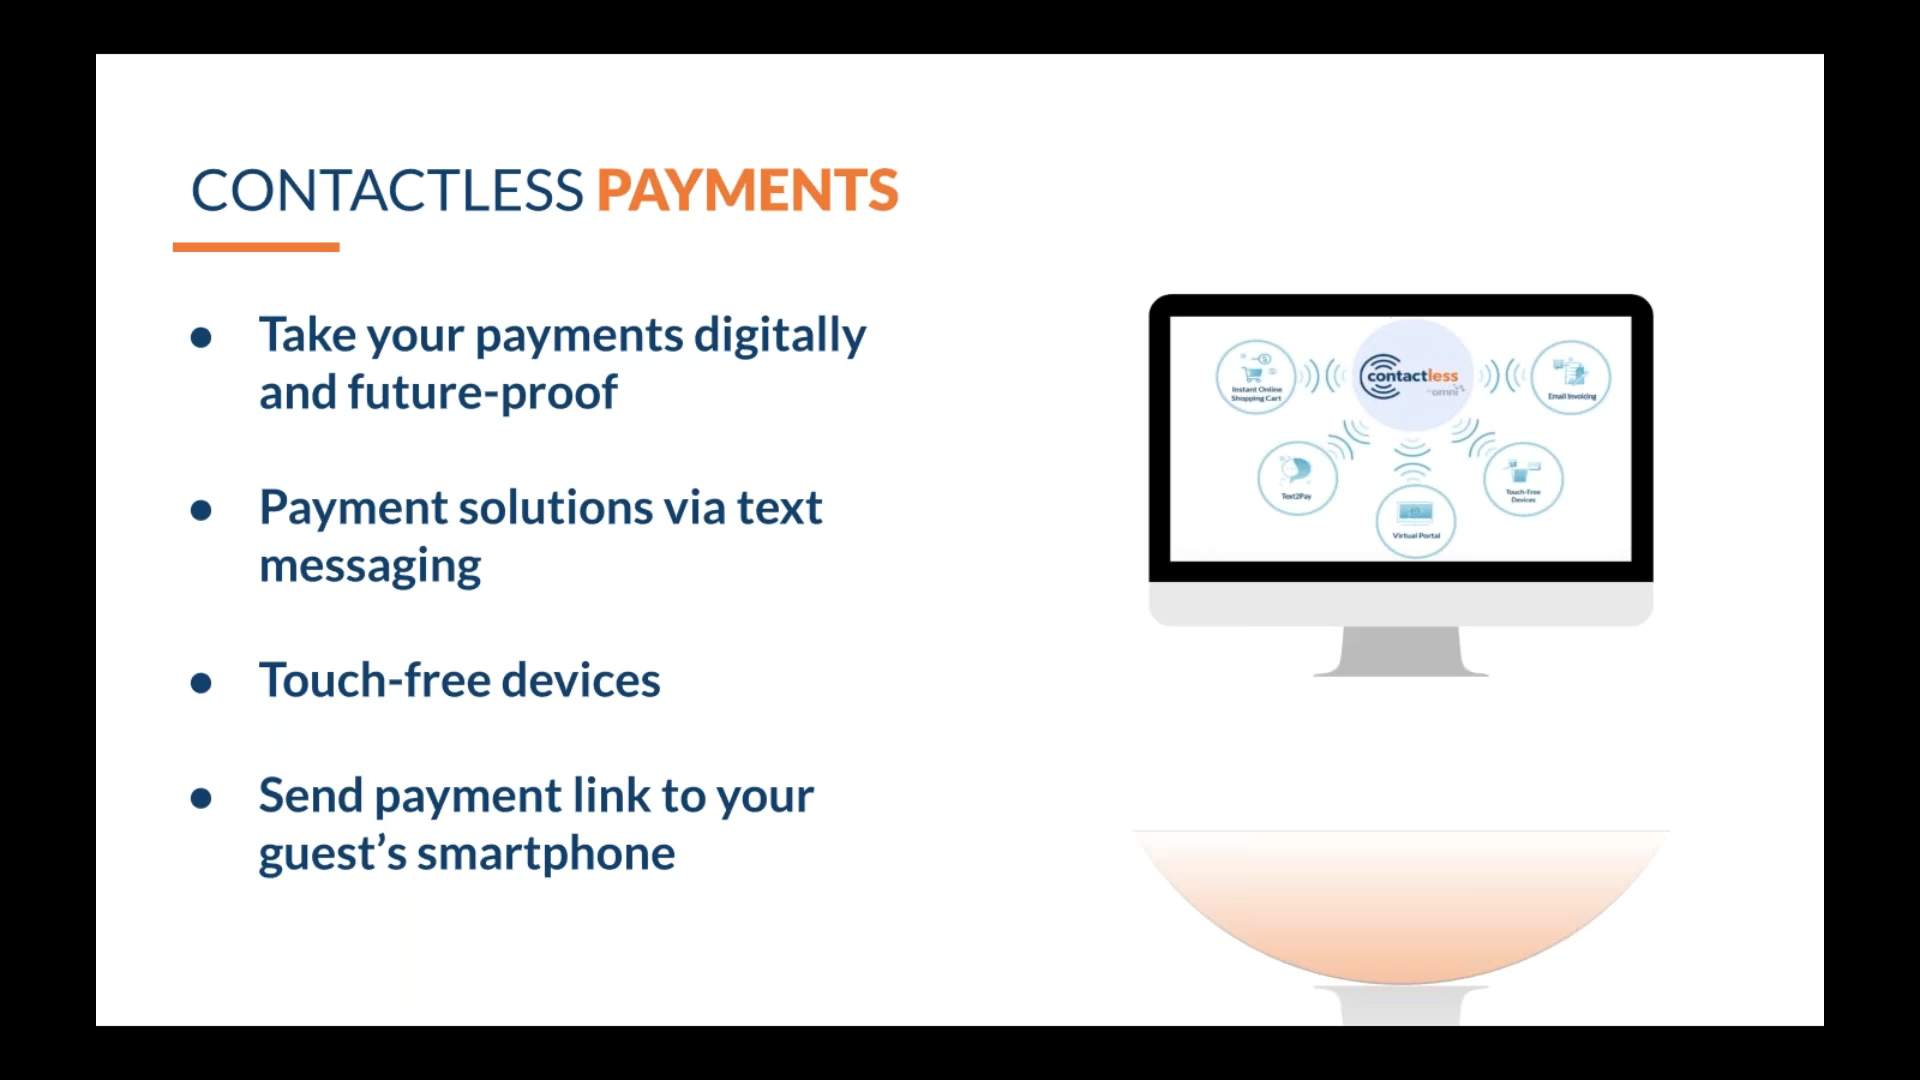 CONTACTLESS PAYMENTS
● Take your payments digitally
and future-proof
● Payment solutions via text
messaging
● Touch-free devices
● Send payment link to your
guest’s smartphone
contactless
omni
Instant Online
Shopping Cart
Email Invoicing
Text2Pay
Touch-Free
Devices
Virtual Portal